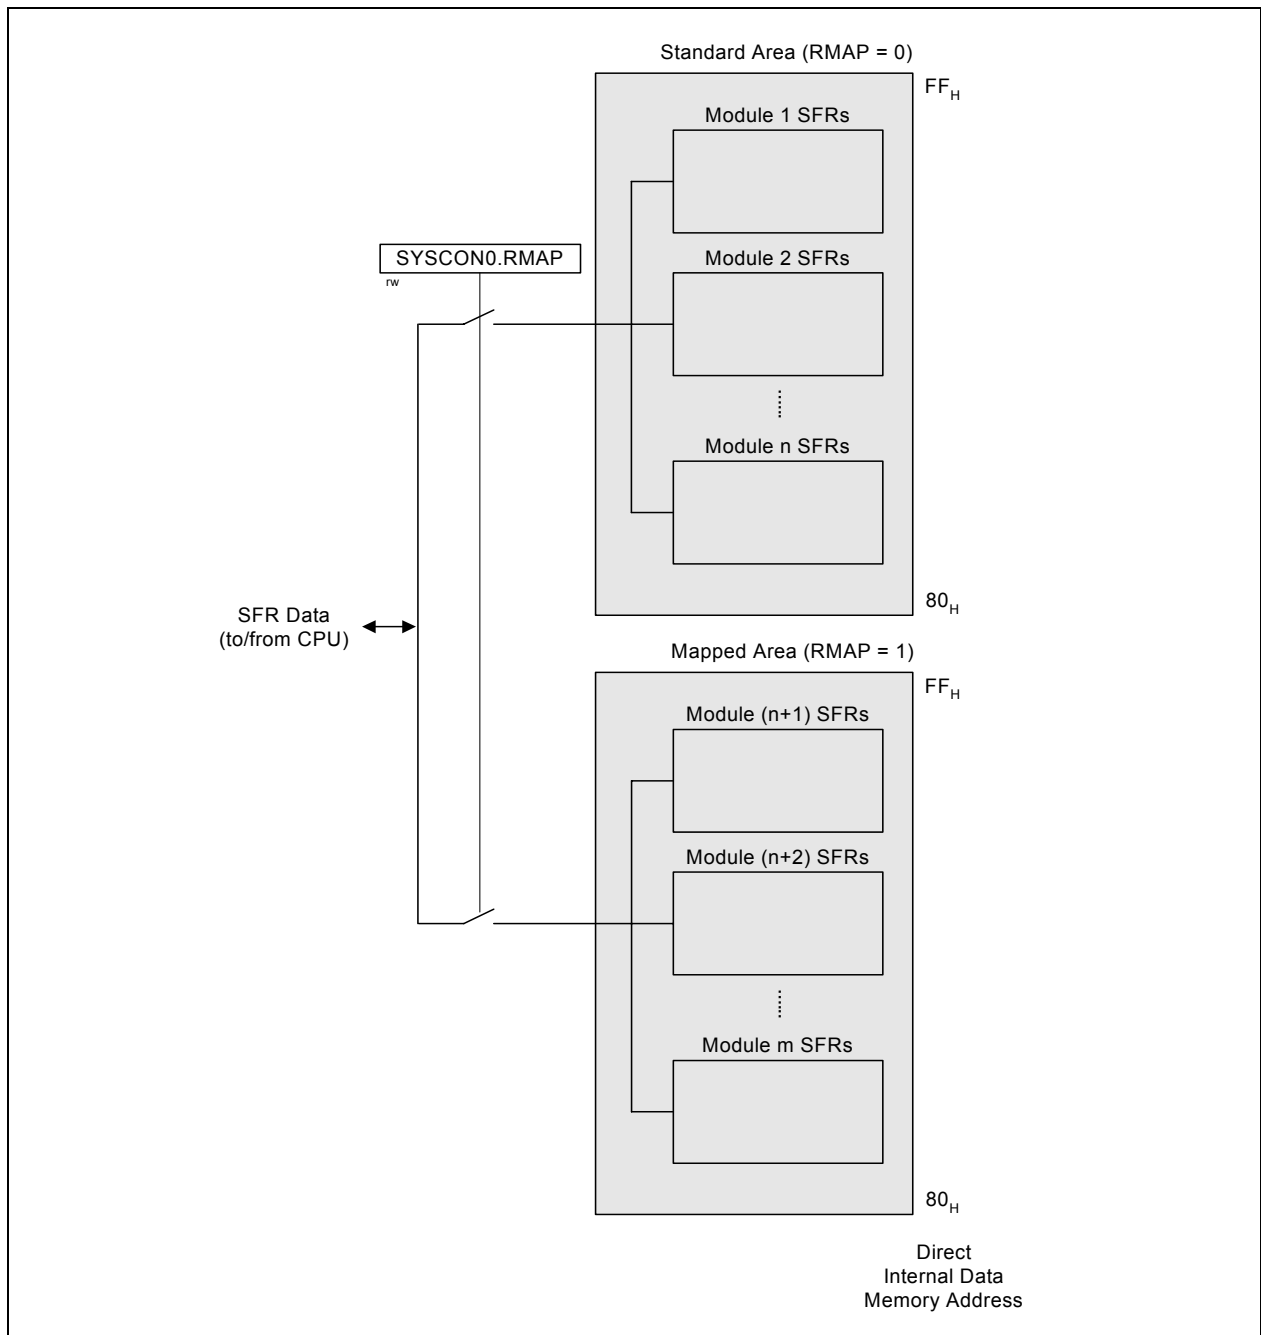 Standard Area (RMAP = 0)
FFH
Module 1 SFRs
SYSCON0.RMAP
rw
Module 2 SFRs
Module n SFRs
80H
SFR Data
(to/from CPU)
Mapped Area (RMAP = 1)
FFH
Module (n+1) SFRs
Module (n+2) SFRs
Module m SFRs
80H
Direct
Internal Data
Memory Address